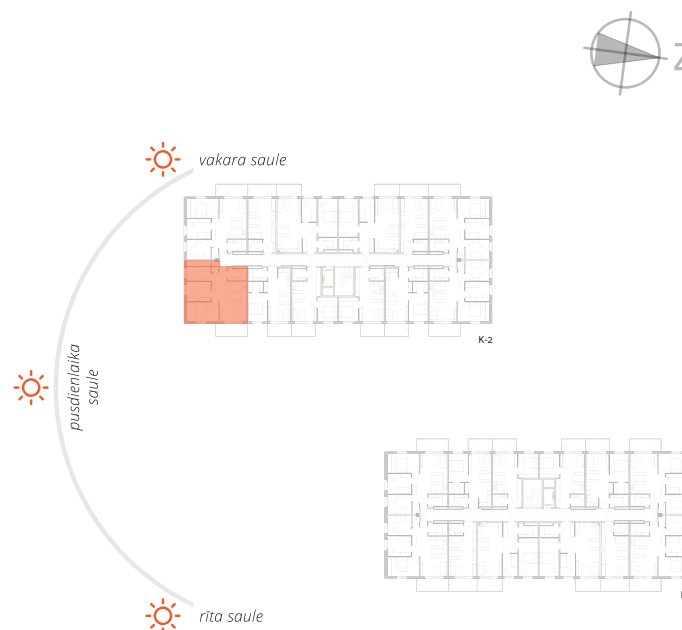 Z
vakara saule
K-2
pusdienlaika
saule
rīta saule